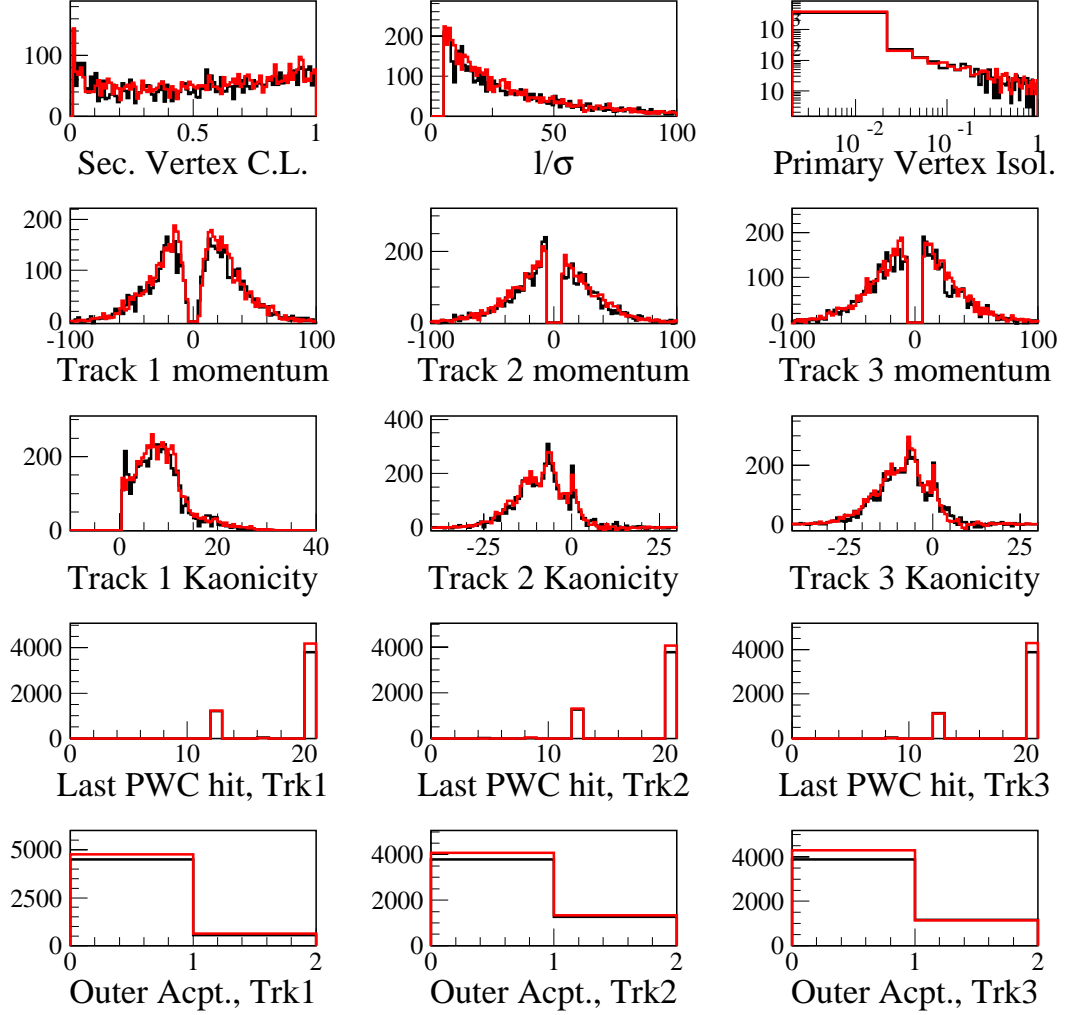 100
0
0 0.5 1
Sec. Vertex C.L.
200
100
0
0 50 100
l/σ
10 3
10 2
10
10
10 -2 10 -1 1
Primary Vertex Isol.
200
100
0
-100 0 100
Track 1 momentum
200
0
-100 0 100
Track 2 momentum
200
100
0
-100 0 100
Track 3 momentum
200
0
0 20 40
Track 1 Kaonicity
400
200
0
-25 0 25
Track 2 Kaonicity
200
0
-25 0 25
Track 3 Kaonicity
4000
2000
0
0 10 20
Last PWC hit, Trk1
4000
2000
0
0 10 20
Last PWC hit, Trk2
4000
2000
0
0 10 20
Last PWC hit, Trk3
5000
2500
0
0 1 2
Outer Acpt., Trk1
4000
2000
0
0 1 2
Outer Acpt., Trk2
4000
2000
0
0 1 2
Outer Acpt., Trk3